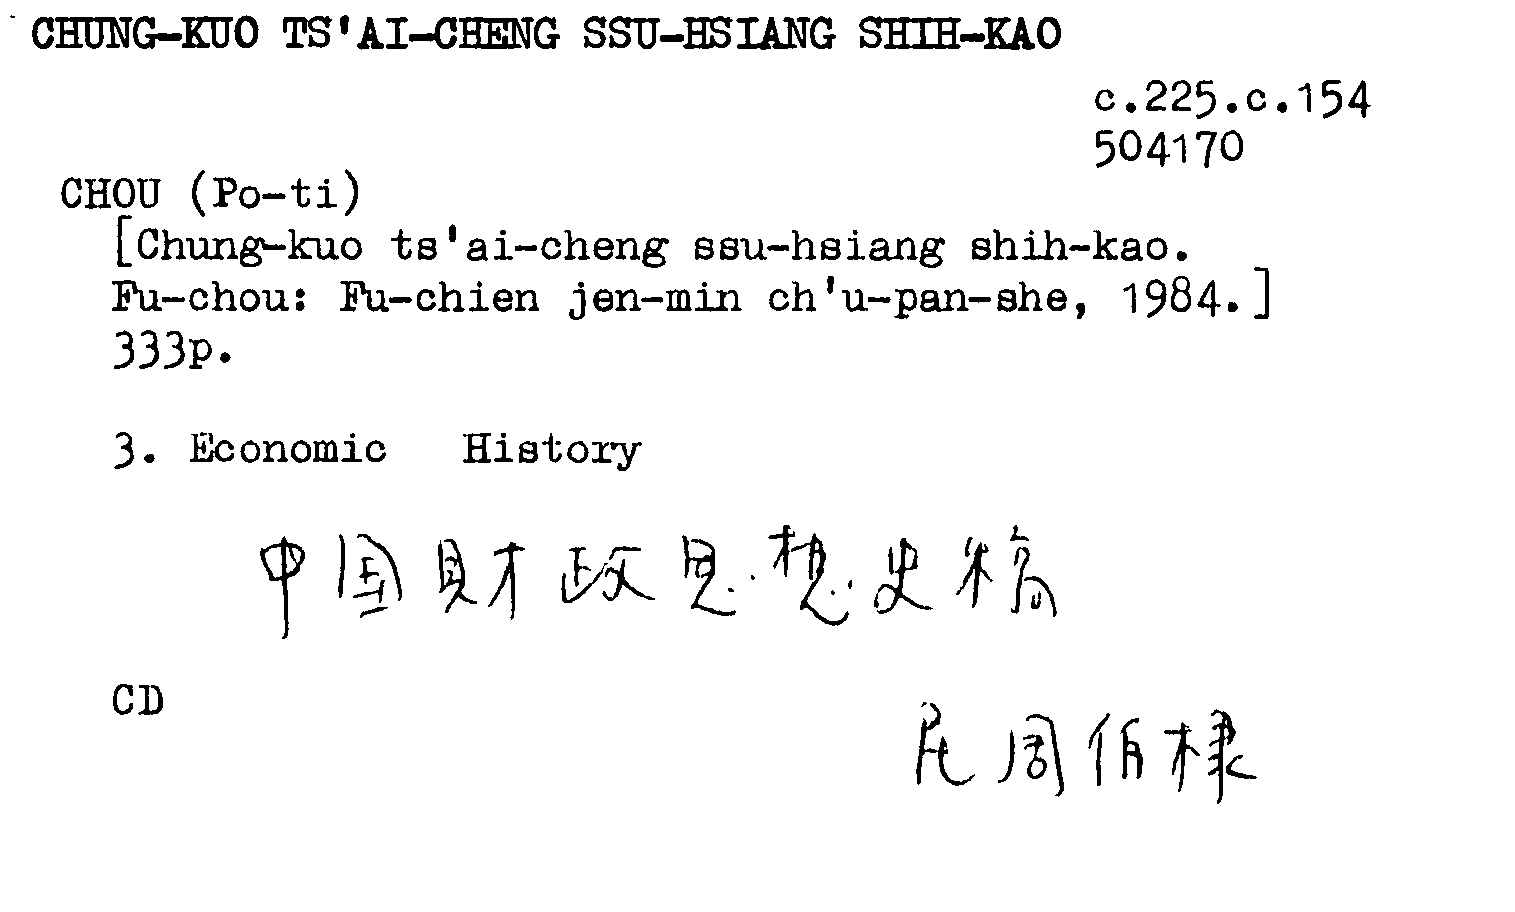 CHUNG-KUO TS'AI-CHENG SSU-HSIANG SHIH-KAO
c.225.c.154
504170
CHOU (Po-ti)
[Chung-kuo ts'ai-cheng ssu-hsiang shih-kao.
Fu-chou: Fu-chien jen-min ch'u-pan-she, 1984.]
333p.
3. Economic History
中国財政思想史稿
CD
民周伯棣